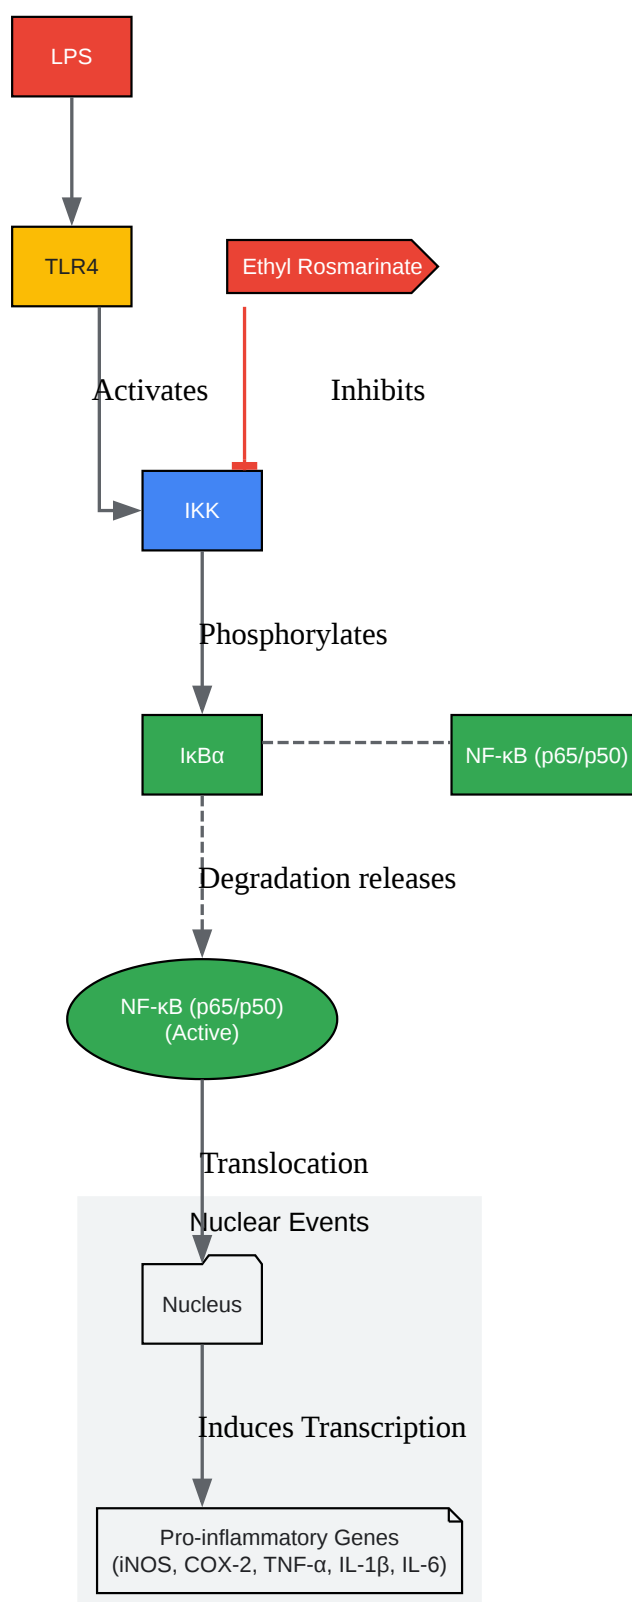 LPS
TLR4
Ethyl Rosmarinate
Activates
Inhibits
IKK
Phosphorylates
IκBα
NF-κB (p65/p50)
Degradation releases
NF-κB (p65/p50)
(Active)
Translocation
Nuclear Events
Nucleus
Induces Transcription
Pro-inflammatory Genes
(iNOS, COX-2, TNF-α, IL-1β, IL-6)